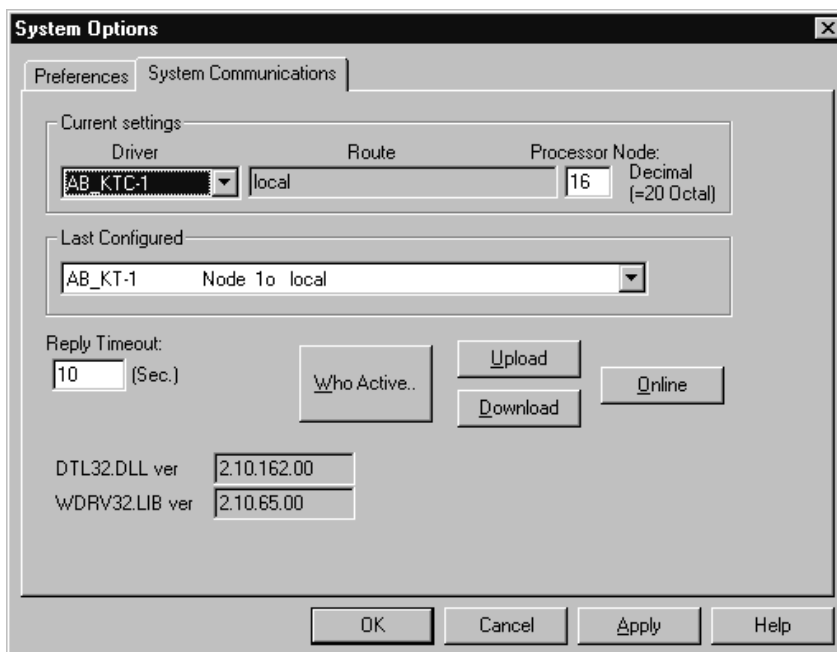 System Options
Preferences
System Communications
Current settings
Driver
Route
Processor Node:
AB_KTC-1
local
16
Decimal
(=20 Octal)
Last Configured
AB_KT-1 Node 1o local
Reply Timeout:
10 (Sec.)
Who Active..
Upload
Download
Online
DTL32.DLL ver 2.10.162.00
WDRV32.LIB ver 2.10.65.00
OK
Cancel
Apply
Help